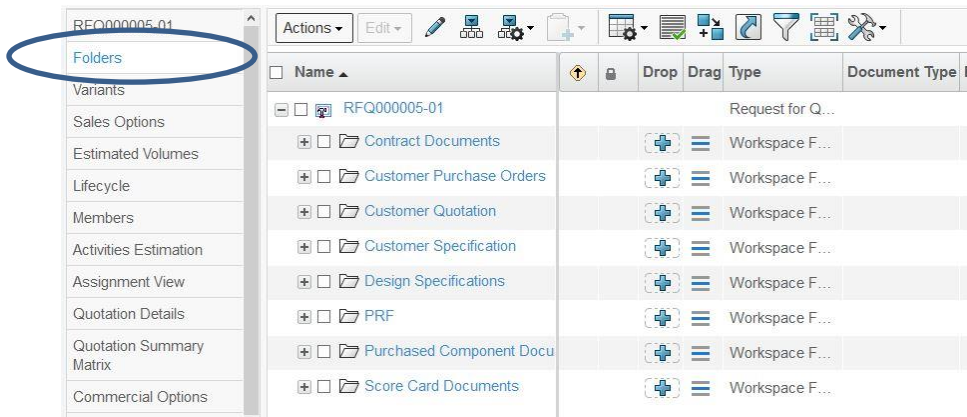 RFQ000005-01
Folders
Variants
Sales Options
Estimated Volumes
Lifecycle
Members
Activities Estimation
Assignment View
Quotation Details
Quotation Summary
Matrix
Commercial Options
Actions Edit
Name Drop Drag Type Document Type
RFQ000005-01 Request for Q...
Contract Documents Workspace F...
Customer Purchase Orders Workspace F...
Customer Quotation Workspace F...
Customer Specification Workspace F...
Design Specifications Workspace F...
PRF Workspace F...
Purchased Component Docu Workspace F...
Score Card Documents Workspace F...